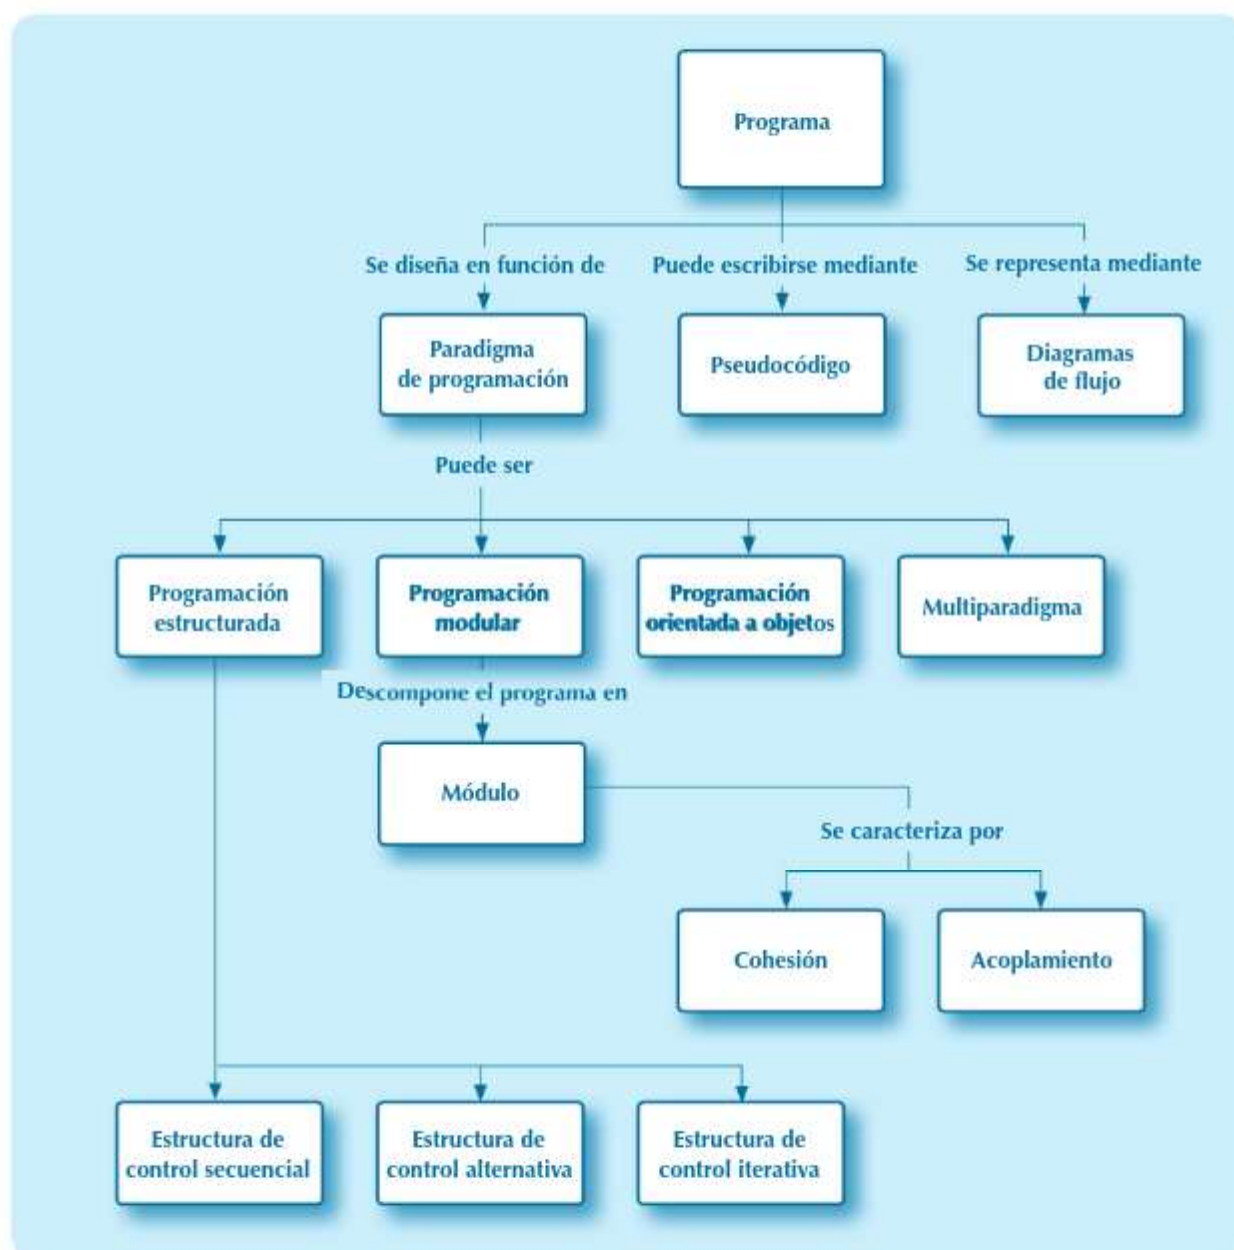 Programa
Se diseña en función de
Puede escribirse mediante
Se representa mediante
Paradigma
de programación
Pseudocódigo
Diagramas
de flujo
Puede ser
Programación
estructurada
Programación
modular
Programación
orientada a objetos
Multiparadigma
Descompone el programa en
Módulo
Se caracteriza por
Cohesión
Acoplamiento
Estructura de
control secuencial
Estructura de
control alternativa
Estructura de
control iterativa